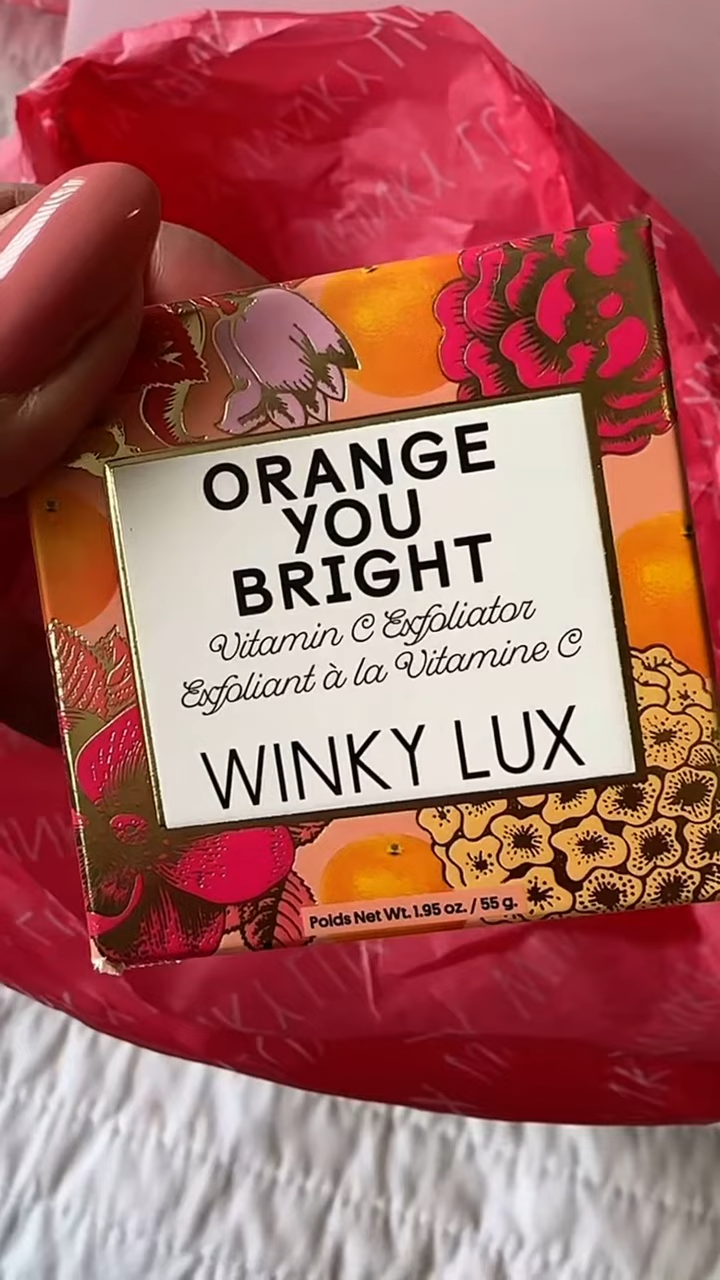 ORANGE
YOU
BRIGHT
Vitamin C Exfoliator
Exfoliant à la Vitamine C
WINKY LUX
Poids Net Wt. 1.95 oz. / 55 g.